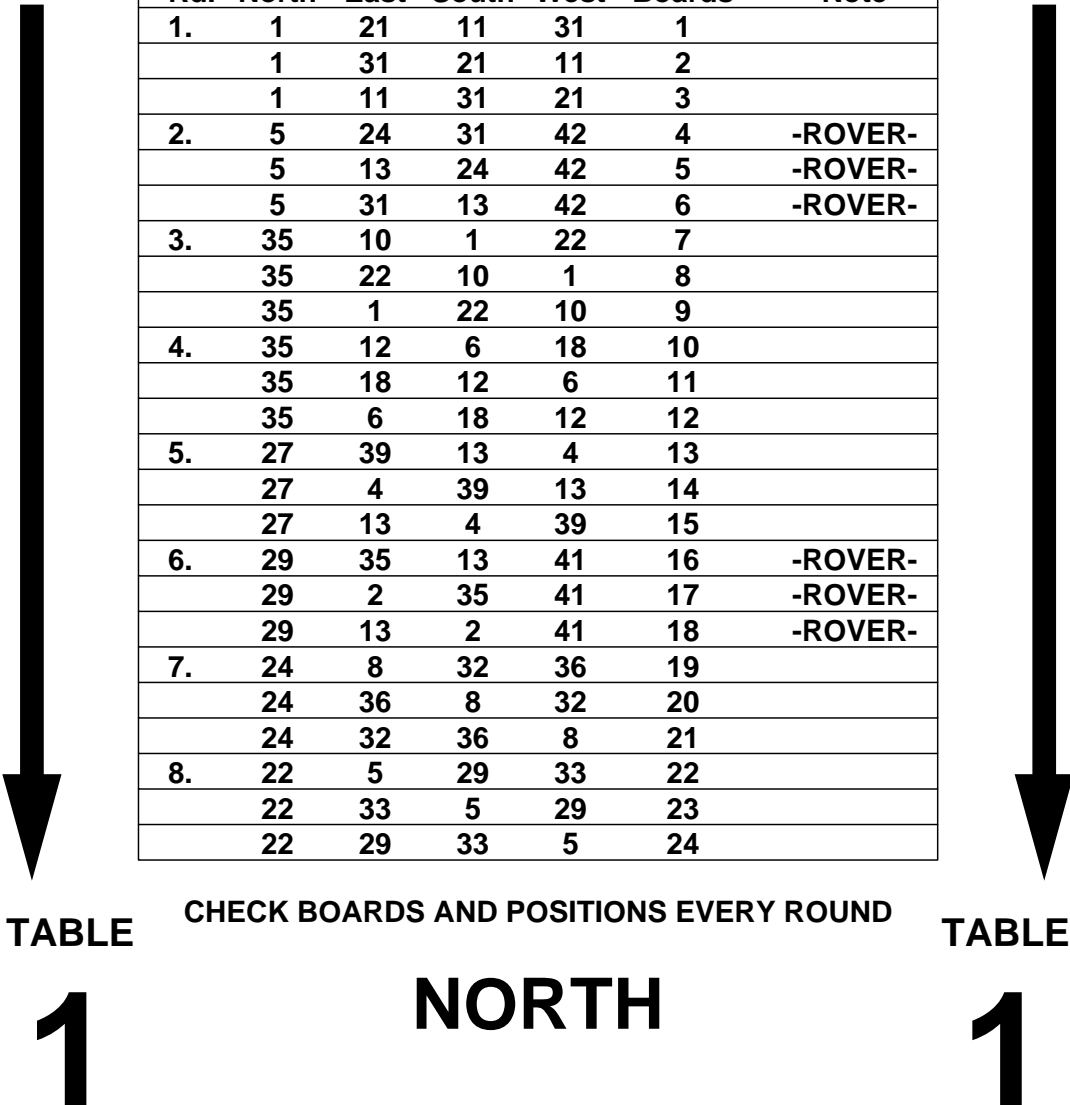 Rd. North East South West Boards Note
1. 1 21 11 31 1
1 31 21 11 2
1 11 31 21 3
2. 5 24 31 42 4 -ROVER-
5 13 24 42 5 -ROVER-
5 31 13 42 6 -ROVER-
3. 35 10 1 22 7
35 22 10 1 8
35 1 22 10 9
4. 35 12 6 18 10
35 18 12 6 11
35 6 18 12 12
5. 27 39 13 4 13
27 4 39 13 14
27 13 4 39 15
6. 29 35 13 41 16 -ROVER-
29 2 35 41 17 -ROVER-
29 13 2 41 18 -ROVER-
7. 24 8 32 36 19
24 36 8 32 20
24 32 36 8 21
8. 22 5 29 33 22
22 33 5 29 23
22 29 33 5 24
CHECK BOARDS AND POSITIONS EVERY ROUND
TABLE TABLE
NORTH
1 1